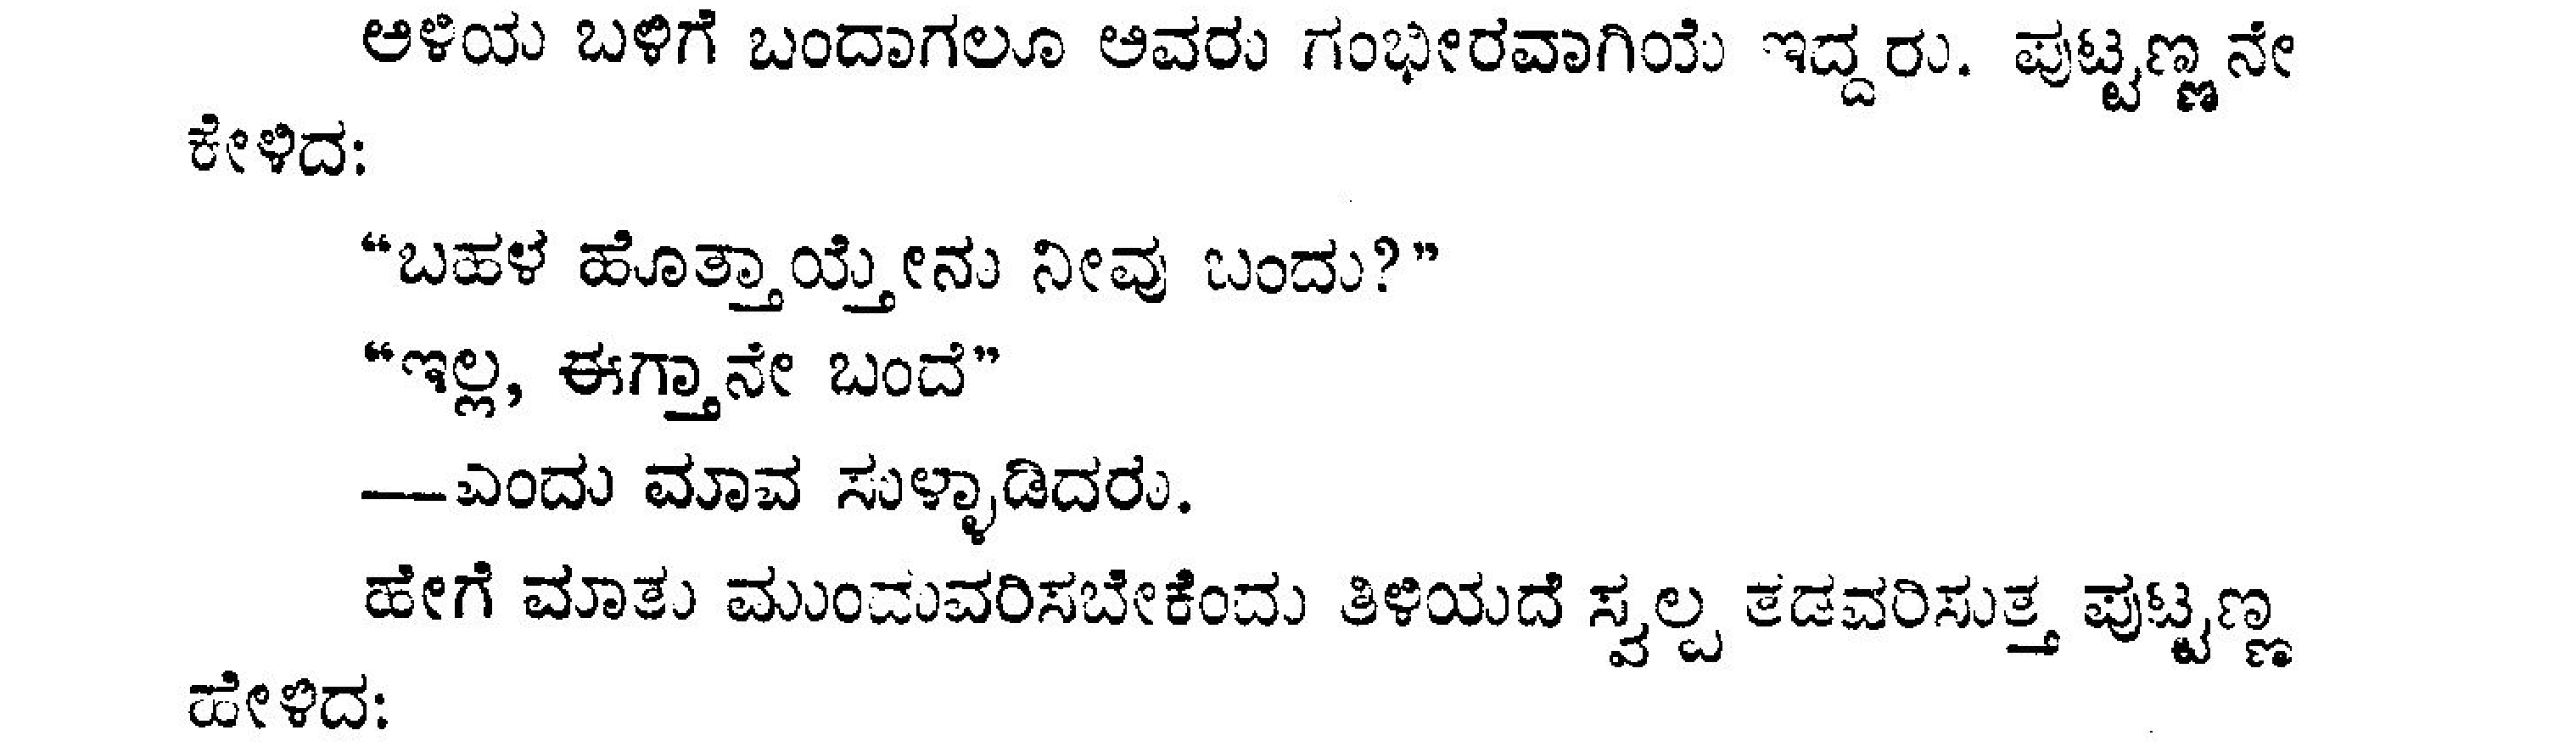 ಅಳಿಯ ಬಳಿಗೆ ಬಂದಾಗಲೂ ಅವರು ಗಂಭೀರವಾಗಿಯೆ ಇದ್ದರು. ಪುಟ್ಟಣ್ಣನೇ
ಕೇಳಿದ:
“ಬಹಳ ಹೊತ್ತಾಯ್ತೇನು ನೀವು ಬಂದು?”
“ಇಲ್ಲ, ಈಗ್ತಾನೇ ಬಂದೆ”
—ಎಂದು ಮಾವ ಸುಳ್ಳಾಡಿದರು.
ಹೇಗೆ ಮಾತು ಮುಂದುವರಿಸಬೇಕೆಂದು ತಿಳಿಯದೆ ಸ್ವಲ್ಪ ತಡವರಿಸುತ್ತ ಪುಟ್ಟಣ್ಣ
ಹೇಳಿದ: